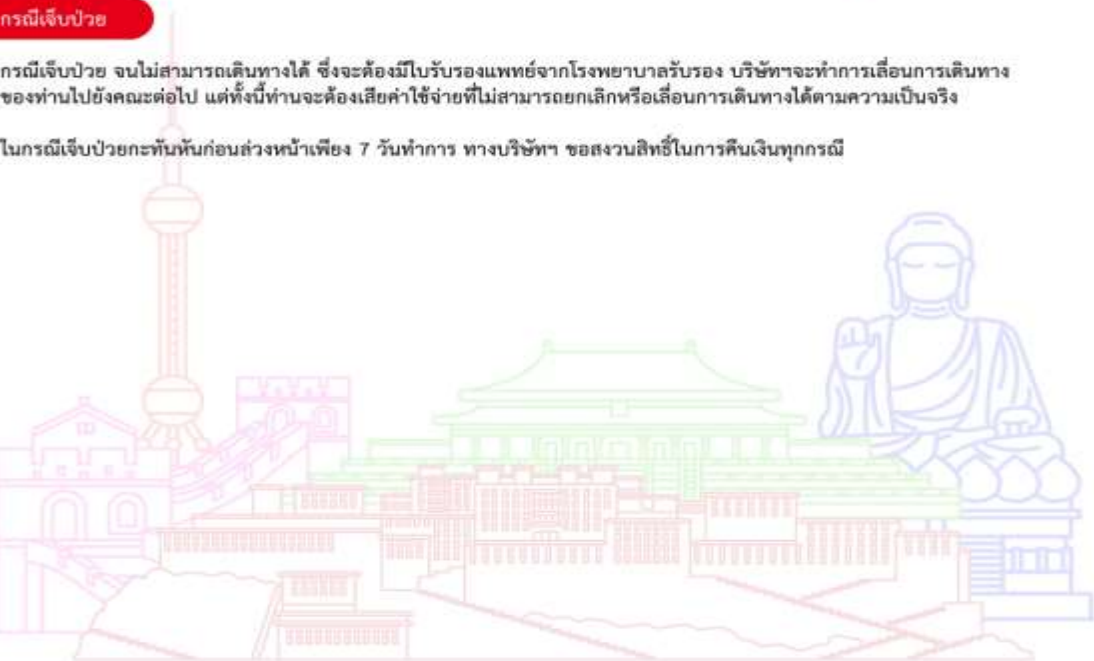 กรณีเจ็บป่วย
กรณีเจ็บป่วย จนไม่สามารถเดินทางได้ ซึ่งจะต้องมีใบรับรองแพทย์จากโรงพยาบาลรับรอง บริษัทฯจะทำการเลื่อนการเดินทาง
ของท่านไปยังคณะต่อไป แต่ทั้งนี้ท่านจะต้องเสียค่าใช้จ่ายที่ไม่สามารถยกเลิกหรือเลื่อนการเดินทางได้ตามความเป็นจริง
ในกรณีเจ็บป่วยกะทันหันก่อนล่วงหน้าเพียง 7 วันทำการ ทางบริษัทฯ ขอสงวนสิทธิ์ในการคืนเงินทุกกรณี